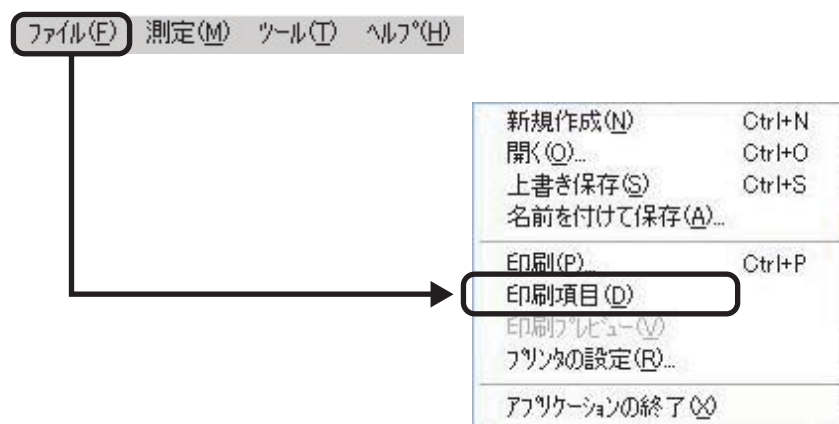 ファイル(F) 測定(M) ツール(T) ヘルプ(H)
新規作成(N) Ctrl+N
開く(O)...
Ctrl+O
上書き保存(S) Ctrl+S
名前を付けて保存(A)...
印刷(P)... Ctrl+P
印刷項目(D)
印刷プレビュー(V)
プリンタの設定(R)...
アプリケーションの終了(X)